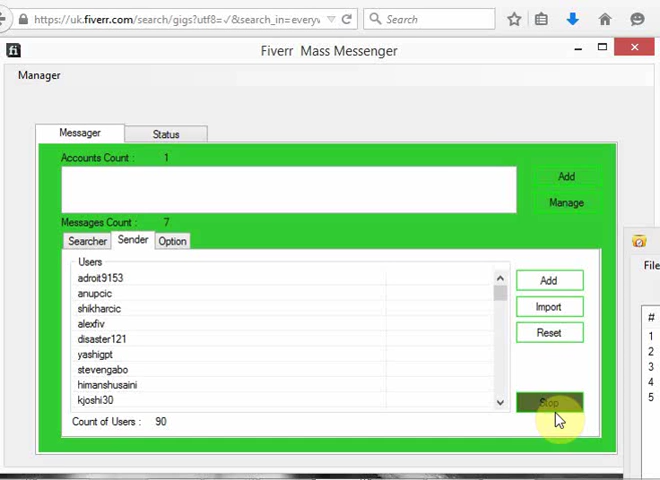 https://uk.fiverr.com/search/gigs?utf8=✓&search_in=everyw
Search
fi
Fiverr Mass Messenger
Manager
Messager
Status
Accounts Count : 1
Add
Manage
Messages Count : 7
Searcher
Sender
Option
Users
adroit9153
anupcic
shikharcic
alexfiv
disaster121
yashigpt
stevengabo
himanshusaini
kjoshi30
Add
Import
Reset
Stop
Count of Users : 90
File
#
1
2
3
4
5